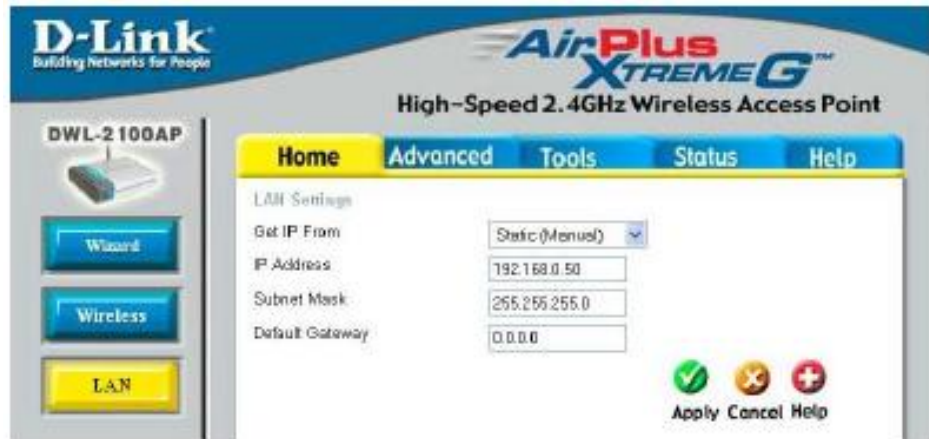 D-Link
Building Networks for People
AirPlus
XTREME G™
High-Speed 2.4GHz Wireless Access Point
DWL-2100AP
Home Advanced Tools Status Help
LAN Settings
Get IP From Static (Manual)
IP Address 192.168.0.50
Subnet Mask 255.255.255.0
Default Gateway 0.0.0.0
Wizard
Wireless
LAN
Apply Cancel Help